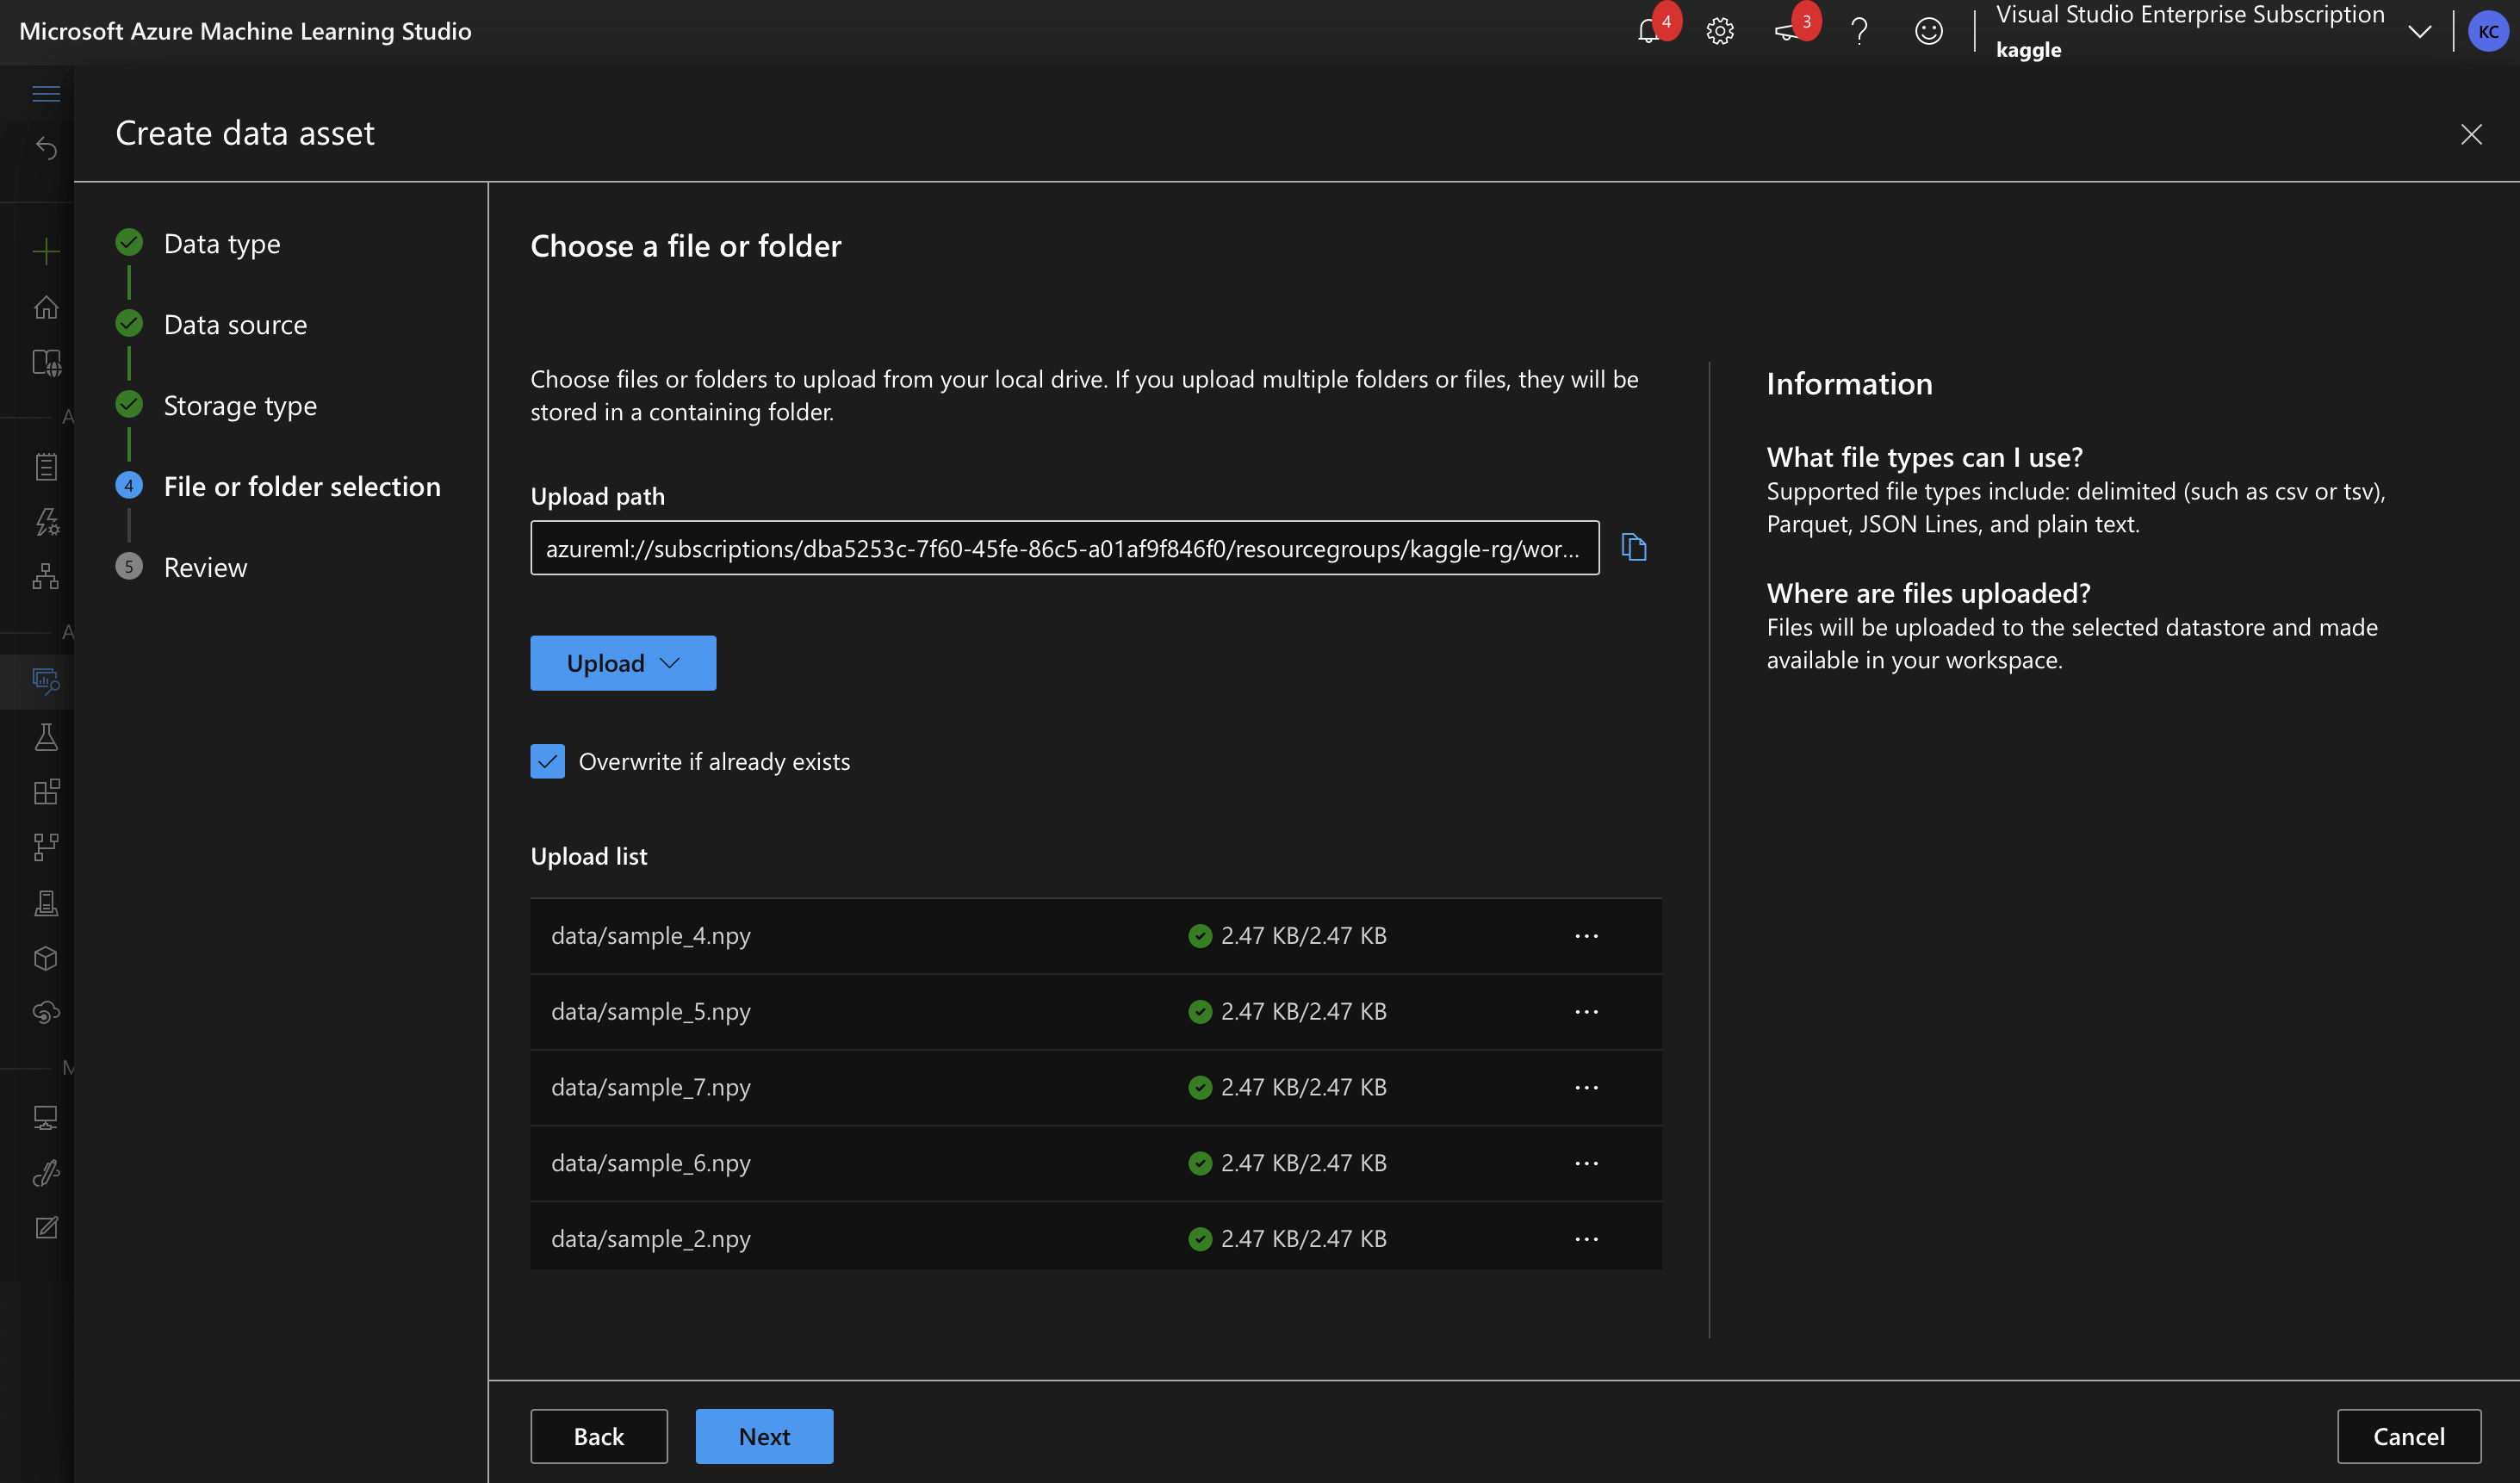 Microsoft Azure Machine Learning Studio
4
3
Visual Studio Enterprise Subscription
kaggle
KC
Create data asset
Data type
Data source
Storage type
4
File or folder selection
5
Review
A
A
M
Choose a file or folder
Choose files or folders to upload from your local drive. If you upload multiple folders or files, they will be
stored in a containing folder.
Upload path
azureml://subscriptions/dba5253c-7f60-45fe-86c5-a01af9f846f0/resourcegroups/kaggle-rg/wor...
Upload
Overwrite if already exists
Upload list
data/sample_4.npy 2.47 KB/2.47 KB
data/sample_5.npy 2.47 KB/2.47 KB
data/sample_7.npy 2.47 KB/2.47 KB
data/sample_6.npy 2.47 KB/2.47 KB
data/sample_2.npy 2.47 KB/2.47 KB
Information
What file types can I use?
Supported file types include: delimited (such as csv or tsv),
Parquet, JSON Lines, and plain text.
Where are files uploaded?
Files will be uploaded to the selected datastore and made
available in your workspace.
Back
Next
Cancel